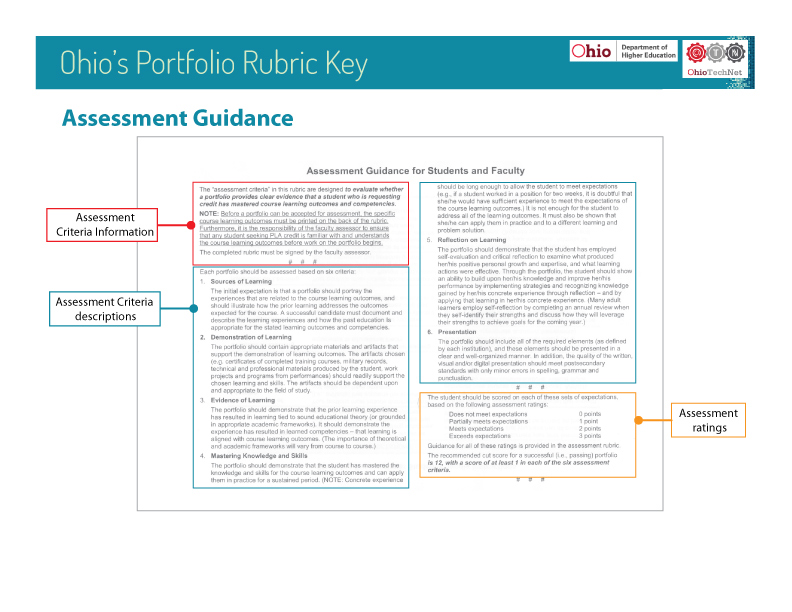 Ohio's Portfolio Rubric Key
Ohio
Department of
Higher Education
OhioTechNet
Assessment Guidance
Assessment Guidance for Students and Faculty
Assessment
Criteria Information
The "assessment criteria" in this rubric are designed to evaluate whether
a portfolio provides clear evidence that a student who is requesting
credit has mastered course learning outcomes and competencies.
NOTE: Before a portfolio can be accepted for assessment, the specific
course learning outcomes must be printed on the back of the rubric.
Furthermore, it is the responsibility of the faculty assessor to ensure
that any student seeking PLA credit is familiar with and understands
the course learning outcomes before work on the portfolio begins.
The completed rubric must be signed by the faculty assessor.
# # #
Assessment Criteria
descriptions
Each portfolio should be assessed based on six criteria:
1. Sources of Learning
The initial expectation is that a portfolio should portray the
experiences that are related to the course learning outcomes, and
should illustrate how the prior learning addresses the outcomes
expected for the course. A successful candidate must document and
describe the learning experiences and how the past education is
appropriate for the stated learning outcomes and competencies.
2. Demonstration of Learning
The portfolio should contain appropriate materials and artifacts that
support the demonstration of learning outcomes. The artifacts chosen
(e.g. certificates of completed training courses, military records,
technical and professional materials produced by the student, work
projects and programs from performances) should readily support the
chosen learning and skills. The artifacts should be dependent upon
and appropriate to the field of study.
3. Evidence of Learning
The portfolio should demonstrate that the prior learning experience
has resulted in learning tied to sound educational theory (or grounded
in appropriate academic frameworks). It should demonstrate the
experience has resulted in learned competencies – that learning is
aligned with course learning outcomes. (The importance of theoretical
and academic frameworks will very from course to course.)
4. Mastering Knowledge and Skills
The portfolio should demonstrate that the student has mastered the
knowledge and skills for the course learning outcomes and can apply
them in practice for a sustained period. (NOTE: Concrete experience
should be long enough to allow the student to meet expectations
(e.g., if a student worked in a position for two weeks, it is doubtful that
she/he would have sufficient experience to meet the expectations of
the course learning outcomes.) It is not enough for the student to
address all of the learning outcomes. It must also be shown that
she/he can apply them in practice and to a different learning and
problem solution.
5. Reflection on Learning
The portfolio should demonstrate that the student has employed
self-evaluation and critical reflection to examine what produced
her/his positive personal growth and expertise, and what learning
actions were effective. Through the portfolio, the student should show
an ability to build upon her/his knowledge and improve her/his
performance by implementing strategies and recognizing knowledge
gained by her/his concrete experience through reflection – and by
applying that learning in her/his concrete experience. (Many adult
learners employ self-reflection by completing an annual review when
they self-identify their strengths and discuss how they will leverage
their strengths to achieve goals for the coming year.)
6. Presentation
The portfolio should include all of the required elements (as defined
by each institution), and those elements should be presented in a
clear and well-organized manner. In addition, the quality of the written,
visual and/or digital presentation should meet postsecondary
standards with only minor errors in spelling, grammar and
punctuation.
# # #
The student should be scored on each of these sets of expectations,
based on the following assessment ratings:
Does not meet expectations 0 points
Partially meets expectations 1 point
Meets expectations 2 points
Exceeds expectations 3 points
Guidance for all of these ratings is provided in the assessment rubric.
The recommended cut score for a successful (i.e., passing) portfolio
is 12, with a score of at least 1 in each of the six assessment
criteria.
# # #
Assessment
ratings